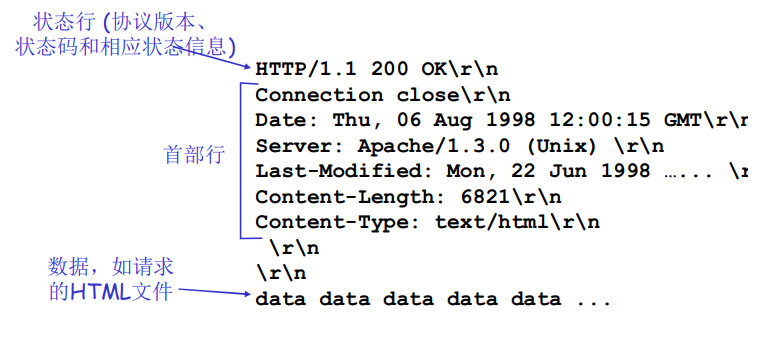 状态行 (协议版本、
状态码和相应状态信息)
HTTP/1.1 200 OK\r\n
Connection close\r\n
Date: Thu, 06 Aug 1998 12:00:15 GMT\r\n
Server: Apache/1.3.0 (Unix) \r\n
首部行
Last-Modified: Mon, 22 Jun 1998 …... \r
Content-Length: 6821\r\n
Content-Type: text/html\r\n
\r\n
\r\n
数据，如请求
的HTML文件
data data data data data ...